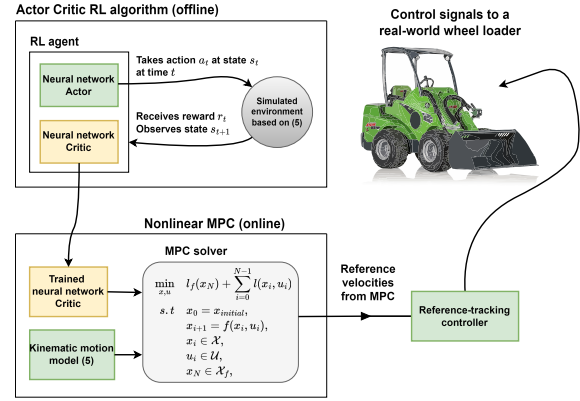 Actor Critic RL algorithm (offline)
RL agent
Neural network
Actor
Neural network
Critic
Takes action a_t at state s_t
at time t
Receives reward r_t
Observes state s_{t+1}
Simulated
environment
based on (5)
Control signals to a
real-world wheel loader
Nonlinear MPC (online)
MPC solver
Trained
neural network
Critic
Kinematic motion
model (5)
min_{x,u} l_f(x_N) + ∑_{i=0}^{N-1} l(x_i, u_i)
s.t x_0 = x_{initial},
x_{i+1} = f(x_i, u_i),
x_i ∈ 𝒳,
u_i ∈ 𝒰,
x_N ∈ 𝒳_f,
Reference
velocities
from MPC
Reference-tracking
controller